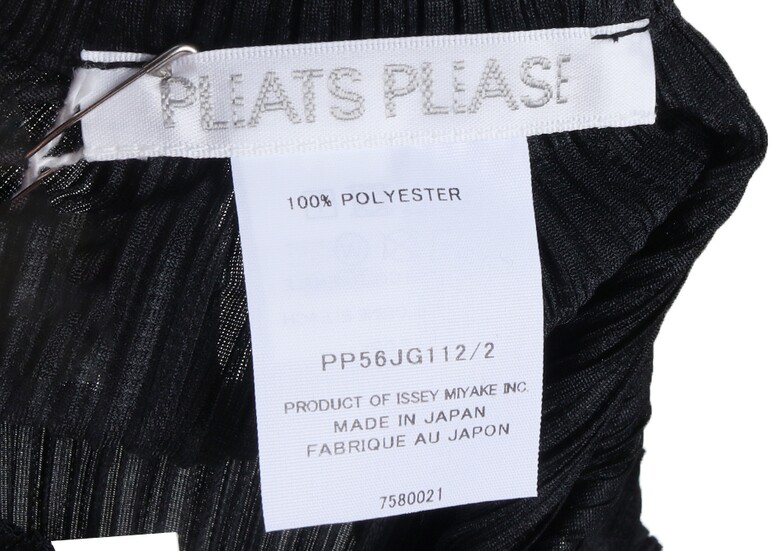 PLEATS PLEASE
100% POLYESTER
PP56JG112/2
PRODUCT OF ISSEY MIYAKE INC.
MADE IN JAPAN
FABRIQUE AU JAPON
7580021